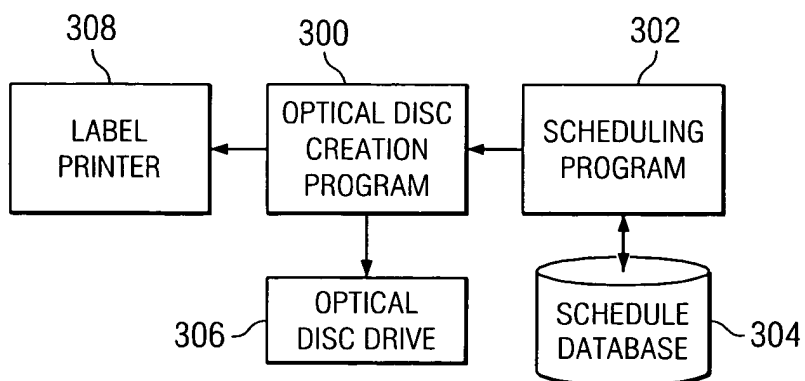 308
300
302
LABEL
PRINTER
OPTICAL DISC
CREATION
PROGRAM
SCHEDULING
PROGRAM
306
OPTICAL
DISC DRIVE
SCHEDULE
DATABASE
304